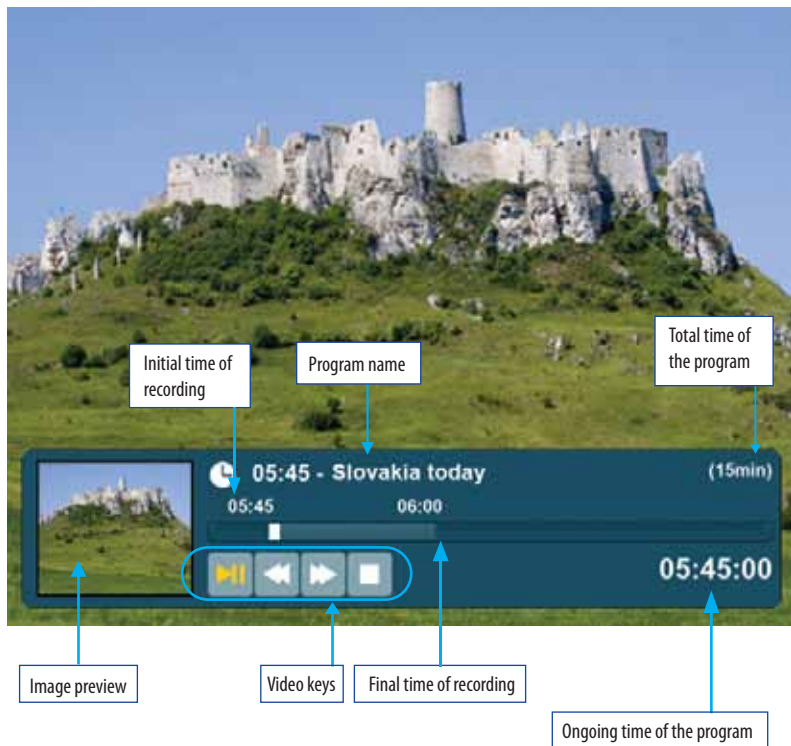 Total time of
the program
Initial time of
recording
Program name
05:45 - Slovakia today
(15min)
05:45 06:00
05:45:00
Image preview
Video keys
Final time of recording
Ongoing time of the program